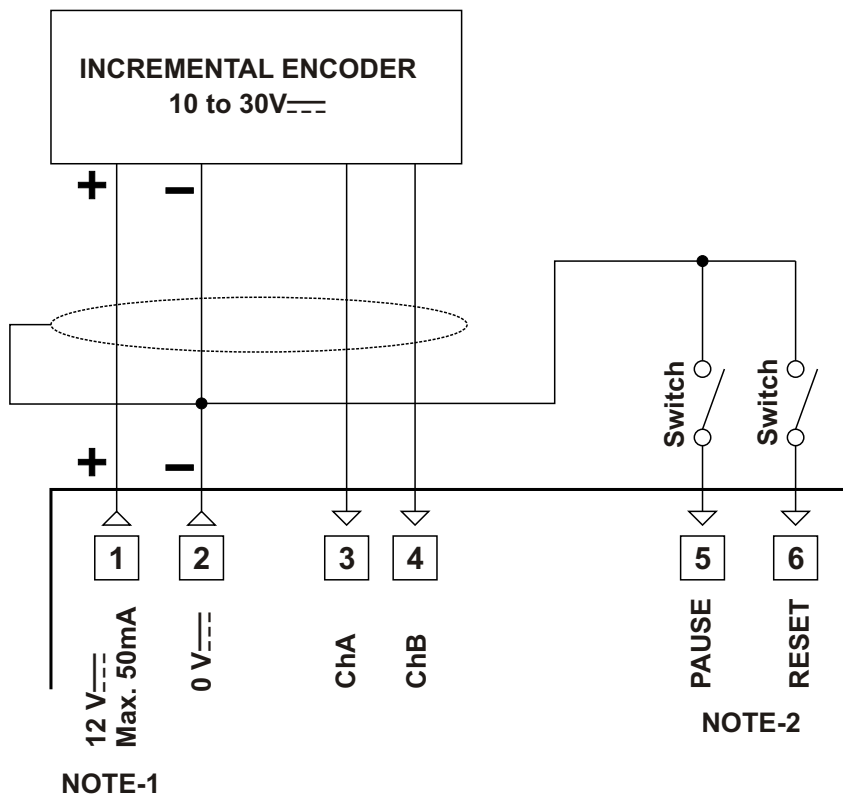 INCREMENTAL ENCODER
10 to 30V
+
−
Switch
Switch
+
−
1
2
3
4
5
6
12 V
Max. 50mA
0 V
ChA
ChB
PAUSE
RESET
NOTE-2
NOTE-1